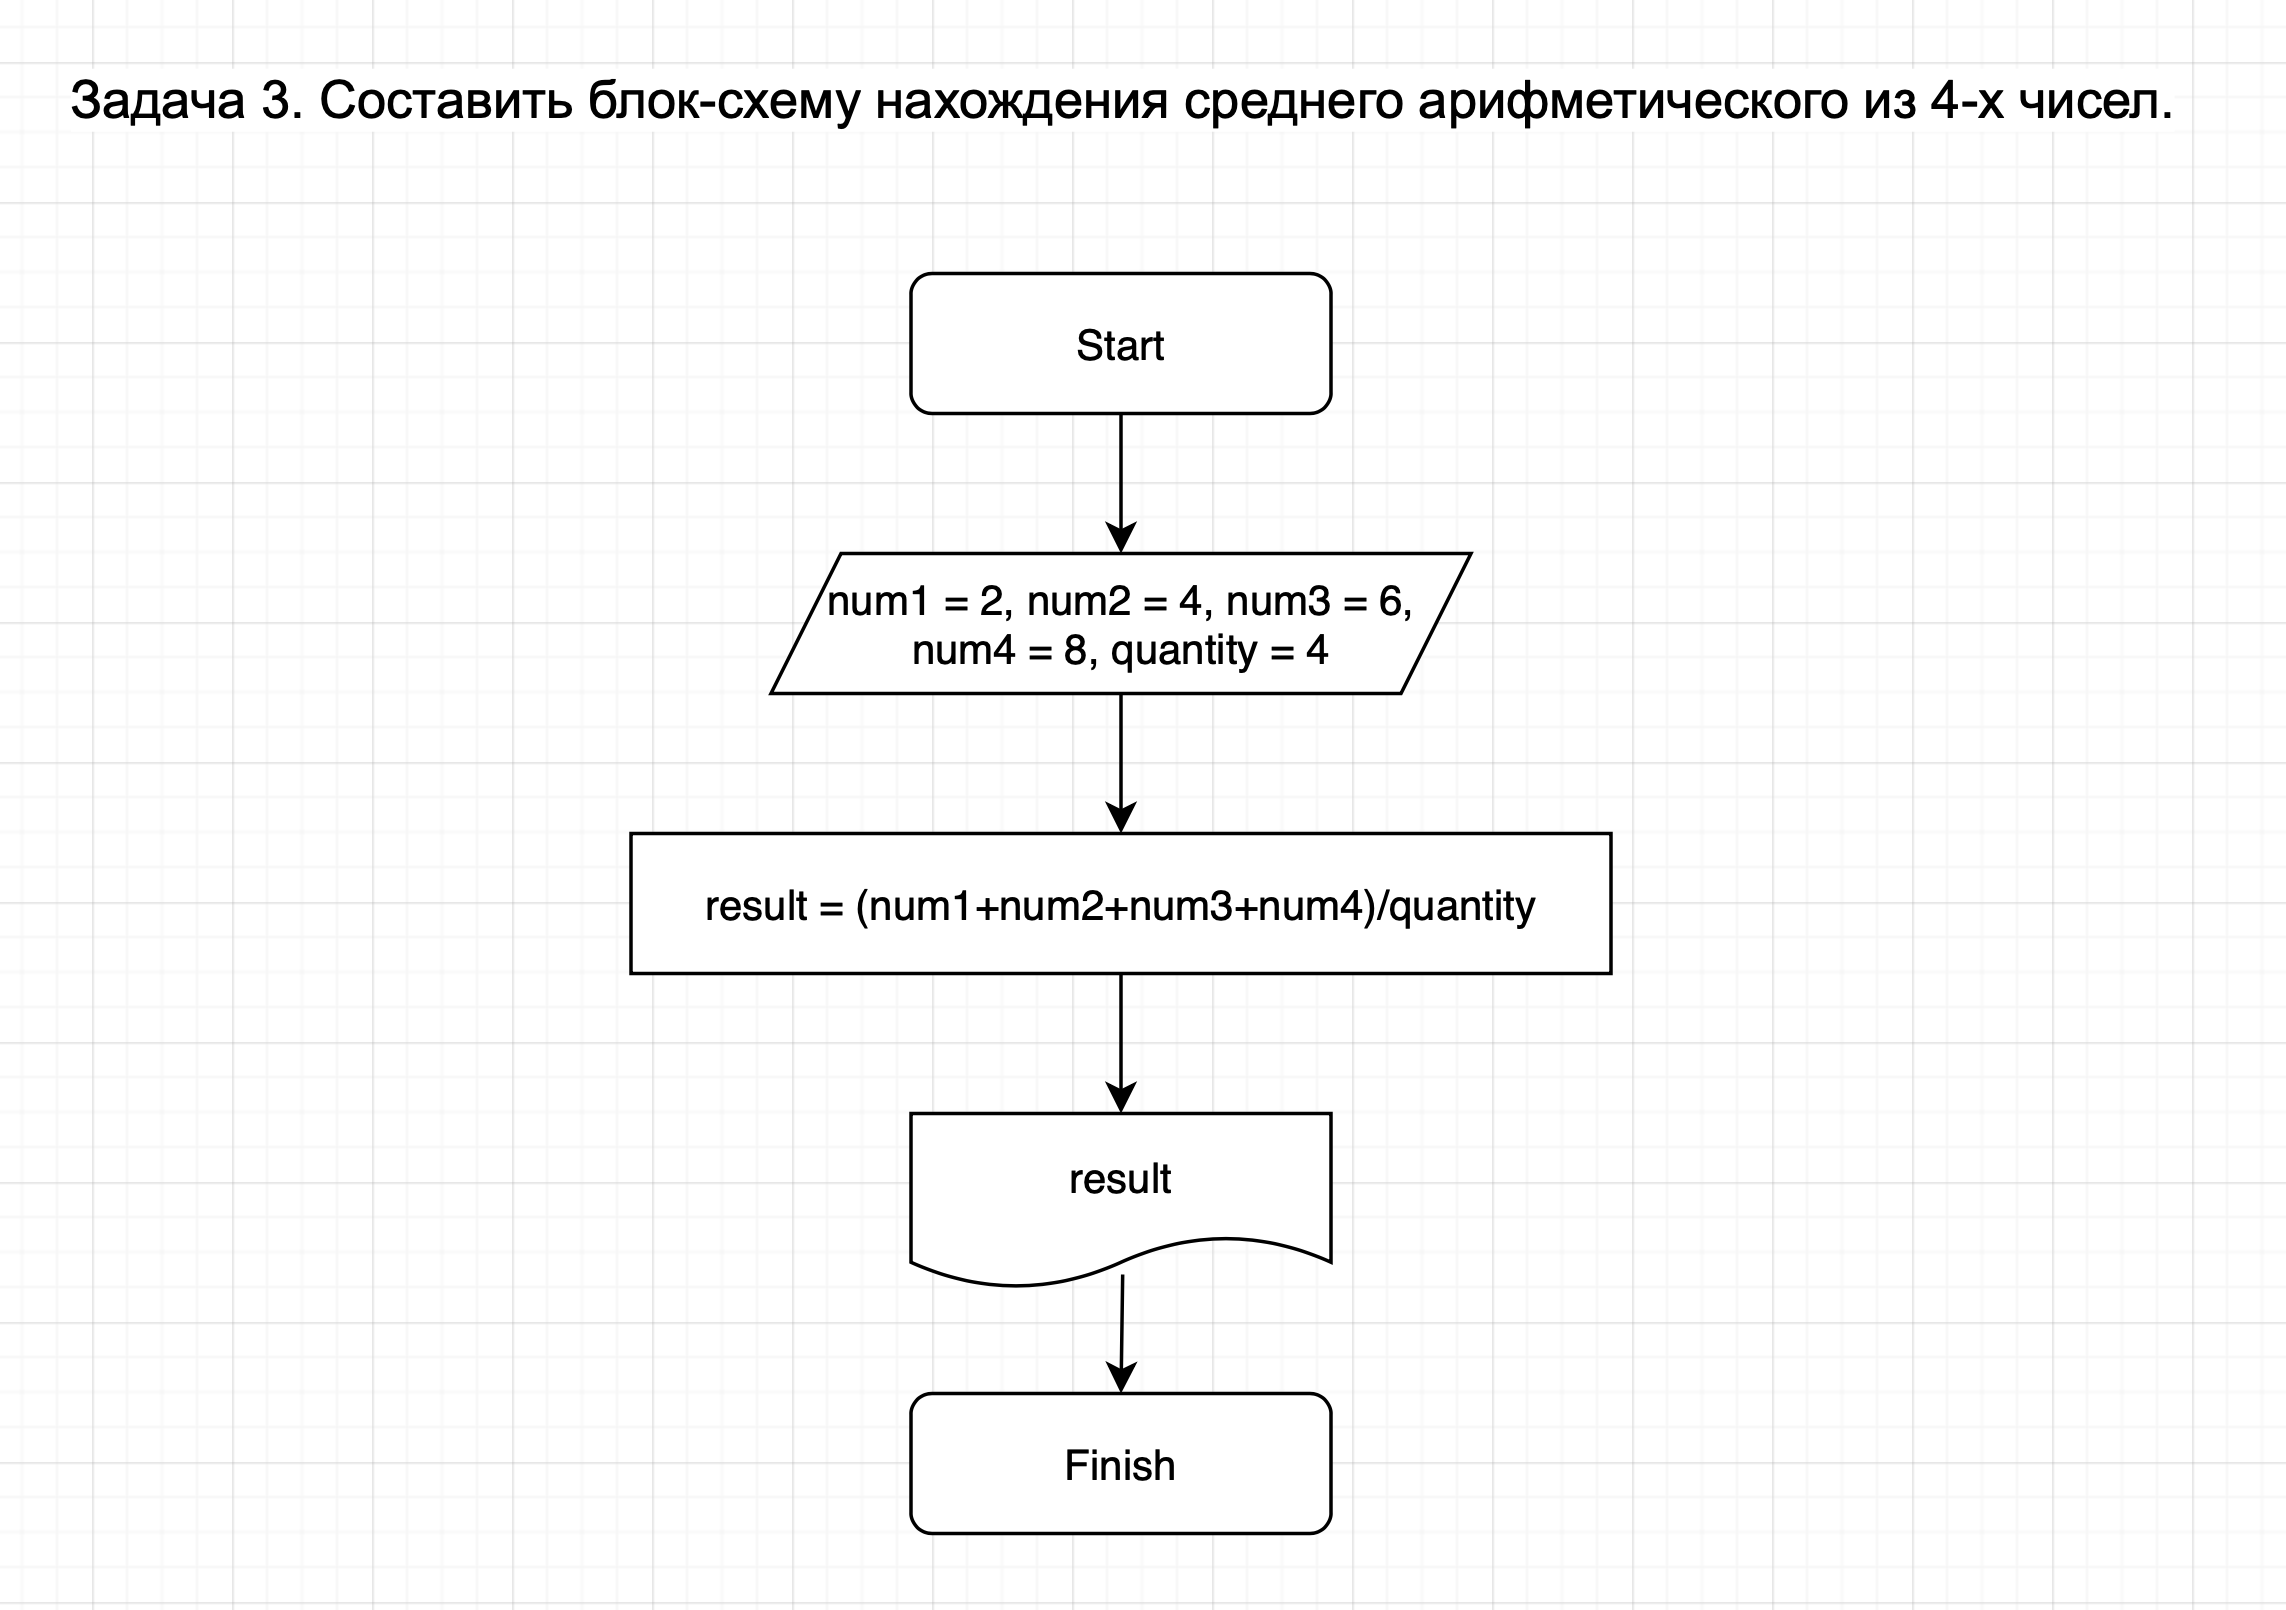 Задача 3. Составить блок-схему нахождения среднего арифметического из 4-х чисел.
Start
num1 = 2, num2 = 4, num3 = 6,
num4 = 8, quantity = 4
result = (num1+num2+num3+num4)/quantity
result
Finish